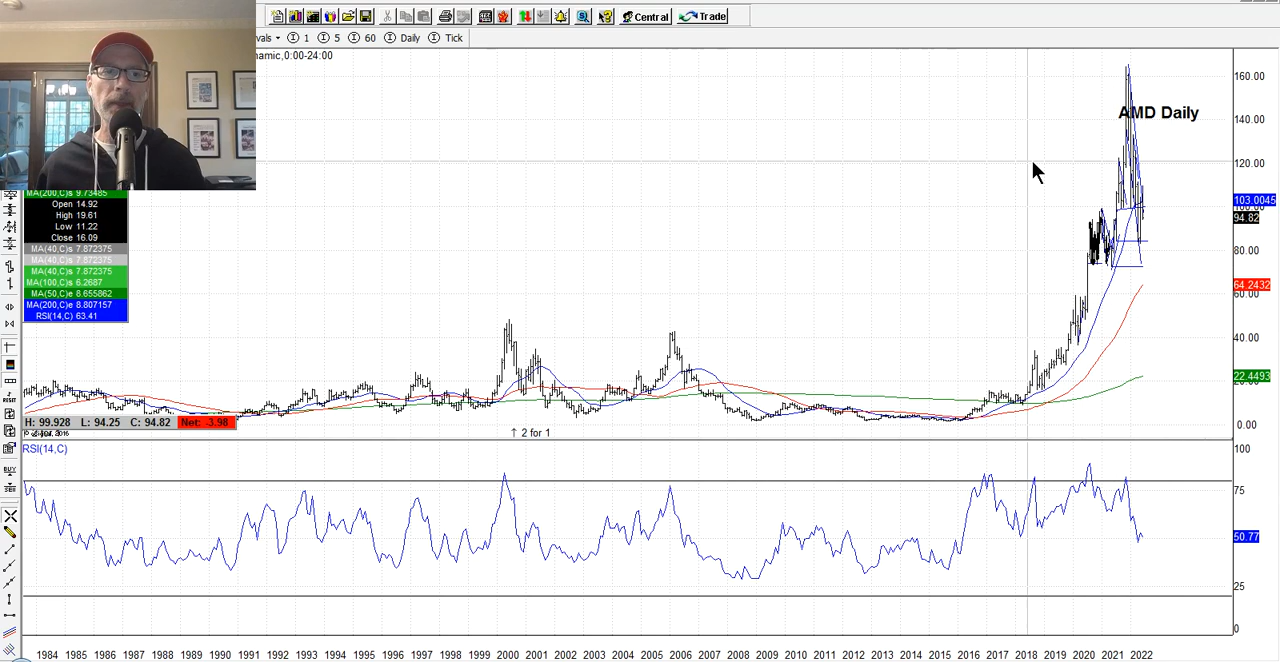 Central
Trade
vals
1
5
60
Daily
Tick
namic,0:00-24:00
160.00
AMD Daily
140.00
120.00
103.0045
94.82
80.00
64.2432
60.00
40.00
22.4493
0.00
MA(200,C)s 9.73485
Open 14.92
High 19.61
Low 11.22
Close 16.09
MA(40,C)s 7.872375
MA(40,C)s 7.872375
MA(40,C)s 7.872375
MA(100,C)s 6.2687
MA(50,C)e 8.655862
MA(200,C)e 8.807157
RSI(14,C) 63.41
RESET
BUY
SELL
H: 99.928 L: 94.25 C: 94.82 Net: -3.98
↑ 2 for 1
RSI(14,C)
100
75
50.77
25
0
1984 1985 1986 1987 1988 1989 1990 1991 1992 1993 1994 1995 1996 1997 1998 1999 2000 2001 2002 2003 2004 2005 2006 2007 2008 2009 2010 2011 2012 2013 2014 2015 2016 2017 2018 2019 2020 2021 2022